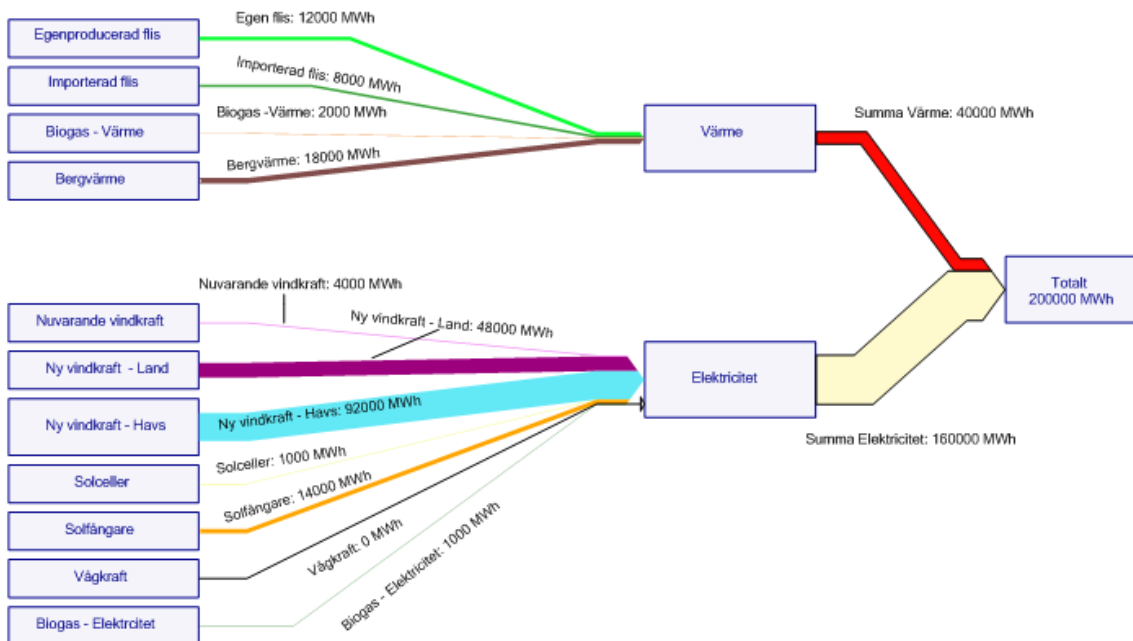 Egen flis: 12000 MWh
Egenproducerad flis
Importerad flis: 8000 MWh
Importerad flis
Biogas -Värme: 2000 MWh
Biogas - Värme
Bergvärme: 18000 MWh
Bergvärme
Värme
Summa Värme: 40000 MWh
Totalt
200000 MWh
Nuvarande vindkraft: 4000 MWh
Nuvarande vindkraft
Ny vindkraft - Land: 48000 MWh
Ny vindkraft - Land
Ny vindkraft - Havs: 92000 MWh
Ny vindkraft - Havs
Elektricitet
Summa Elektricitet: 160000 MWh
Solceller: 1000 MWh
Solceller
Solfångare: 14000 MWh
Solfångare
Vågkraft: 0 MWh
Vågkraft
Biogas - Elektricitet: 1000 MWh
Biogas - Elektrcitet